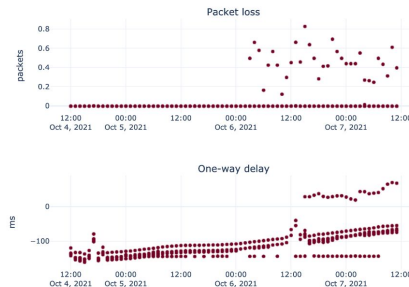 Packet loss
0.8
0.6
packets
0.4
0.2
0
12:00 00:00 12:00 00:00 12:00 00:00 12:00
Oct 4, 2021 Oct 5, 2021 Oct 6, 2021 Oct 7, 2021
One-way delay
0
ms
−100
12:00 00:00 12:00 00:00 12:00 00:00 12:00
Oct 4, 2021 Oct 5, 2021 Oct 6, 2021 Oct 7, 2021